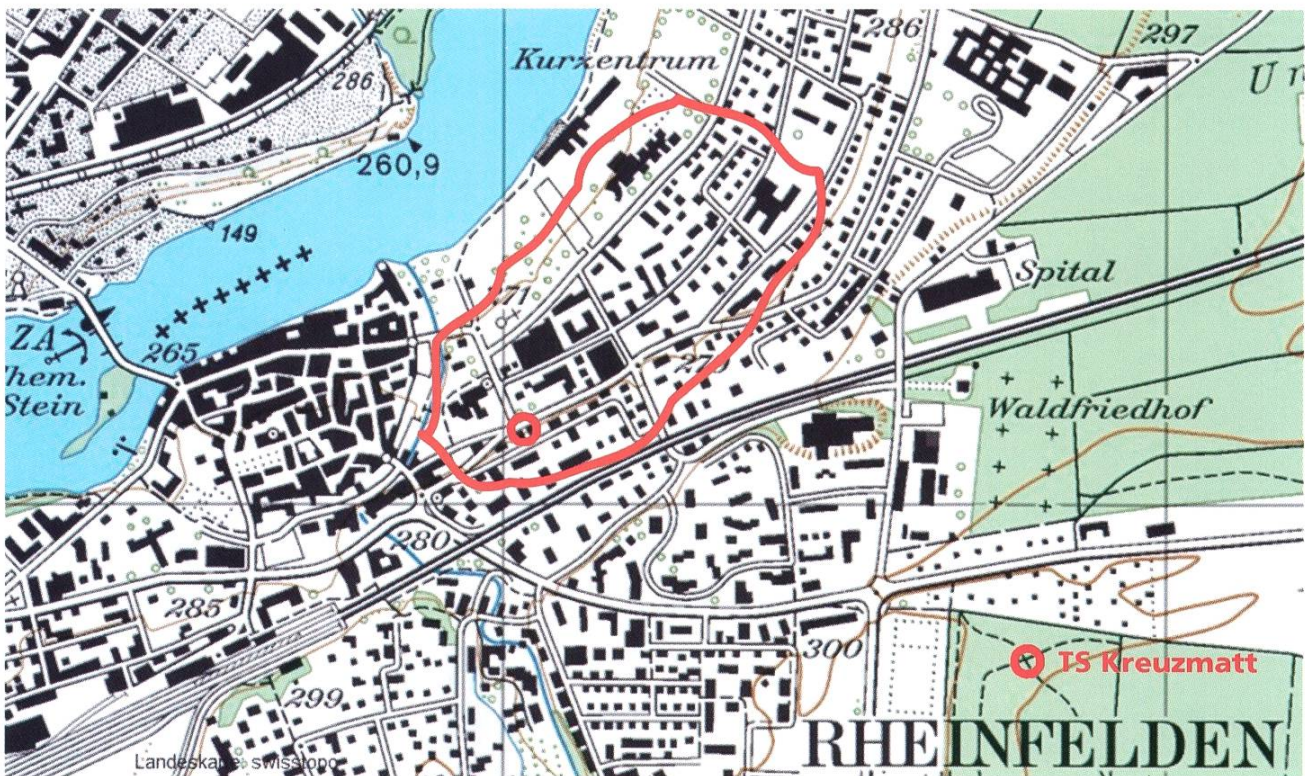 286
297
Kurzentrum
286
260,9
149
Spital
71
ZA
265
Stein
Waldfriedhof
280
285
300
TS Kreuzmatt
299
RHEINFELDEN
Landeskarte: swisstopo